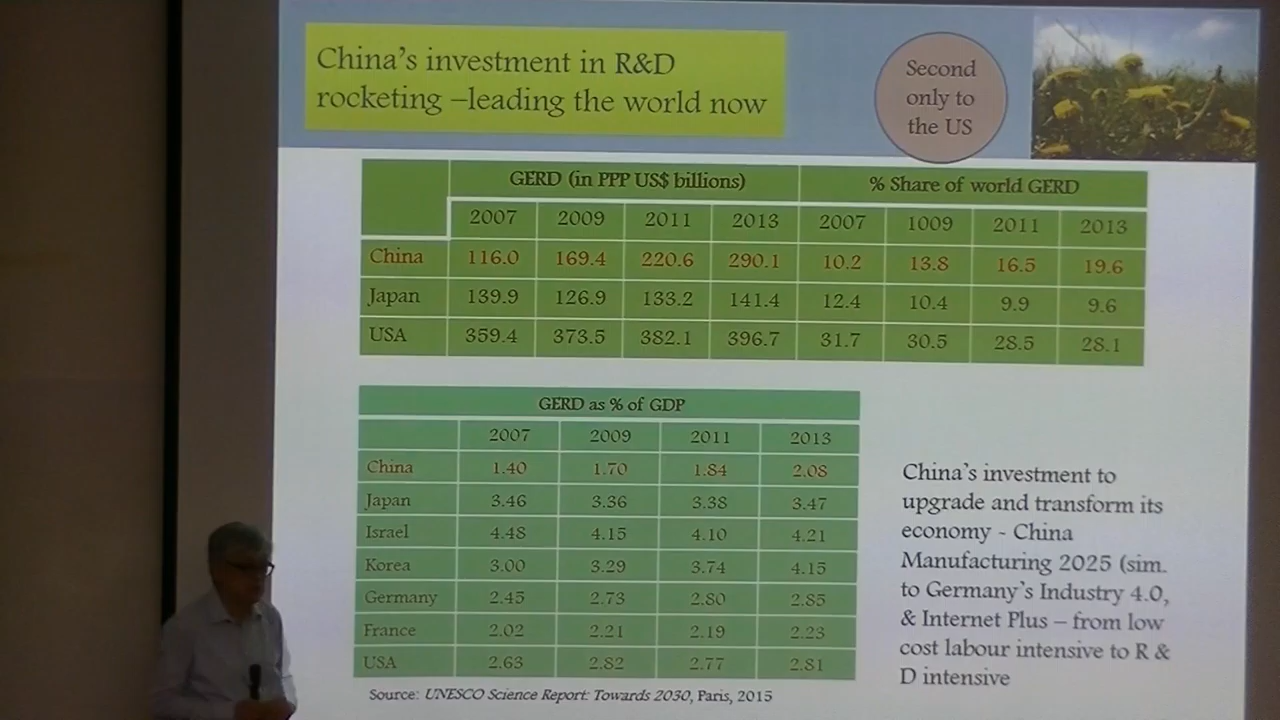 China's investment in R&D
rocketing –leading the world now
Second
only to
the US
GERD (in PPP US$ billions) % Share of world GERD
2007 2009 2011 2013 2007 1009 2011 2013
China 116.0 169.4 220.6 290.1 10.2 13.8 16.5 19.6
Japan 139.9 126.9 133.2 141.4 12.4 10.4 9.9 9.6
USA 359.4 373.5 382.1 396.7 31.7 30.5 28.5 28.1
GERD as % of GDP
2007 2009 2011 2013
China 1.40 1.70 1.84 2.08
Japan 3.46 3.36 3.38 3.47
Israel 4.48 4.15 4.10 4.21
Korea 3.00 3.29 3.74 4.15
Germany 2.45 2.73 2.80 2.85
France 2.02 2.21 2.19 2.23
USA 2.63 2.82 2.77 2.81
Source: UNESCO Science Report: Towards 2030, Paris, 2015
China's investment to
upgrade and transform its
economy - China
Manufacturing 2025 (sim.
to Germany's Industry 4.0,
& Internet Plus – from low
cost labour intensive to R &
D intensive